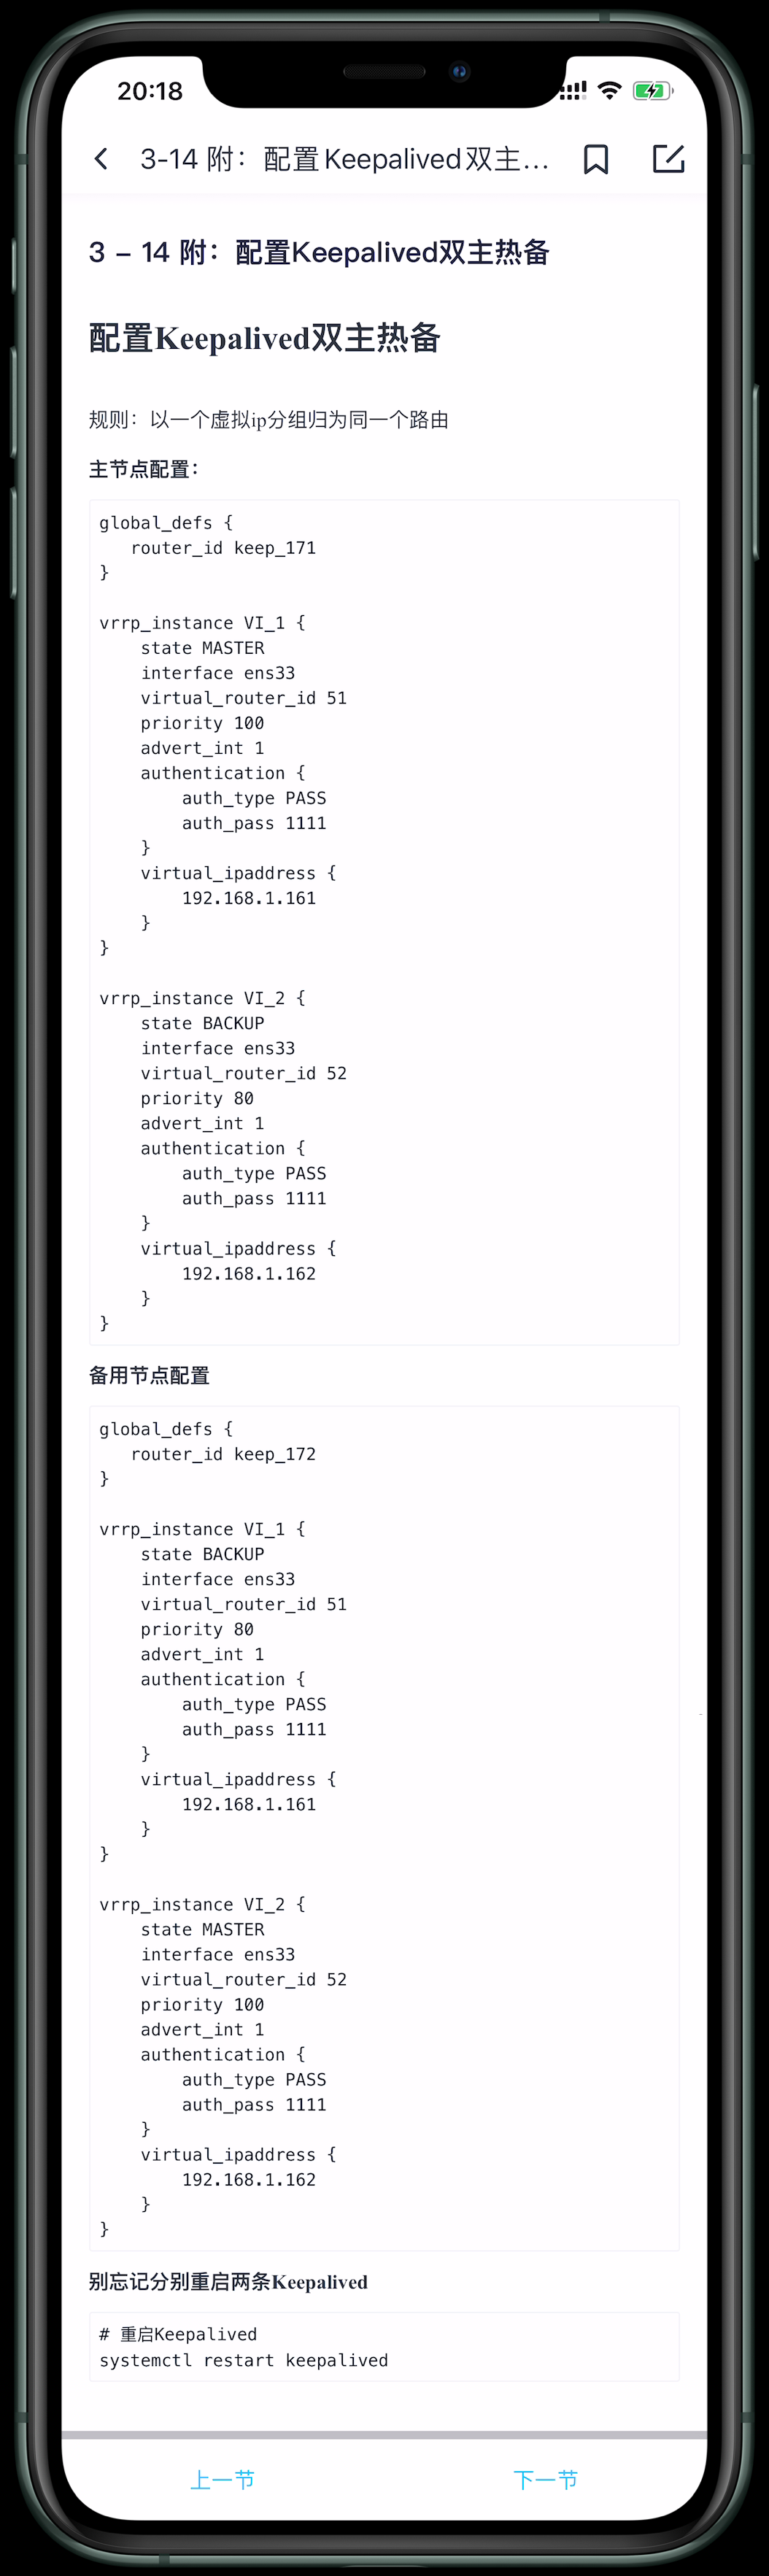 20:18
3-14 附：配置Keepalived双主...
3 – 14 附：配置Keepalived双主热备
配置Keepalived双主热备
规则：以一个虚拟ip分组归为同一个路由
主节点配置：
global_defs {
   router_id keep_171
}

vrrp_instance VI_1 {
    state MASTER
    interface ens33
    virtual_router_id 51
    priority 100
    advert_int 1
    authentication {
        auth_type PASS
        auth_pass 1111
    }
    virtual_ipaddress {
        192.168.1.161
    }
}

vrrp_instance VI_2 {
    state BACKUP
    interface ens33
    virtual_router_id 52
    priority 80
    advert_int 1
    authentication {
        auth_type PASS
        auth_pass 1111
    }
    virtual_ipaddress {
        192.168.1.162
    }
}
备用节点配置
global_defs {
   router_id keep_172
}

vrrp_instance VI_1 {
    state BACKUP
    interface ens33
    virtual_router_id 51
    priority 80
    advert_int 1
    authentication {
        auth_type PASS
        auth_pass 1111
    }
    virtual_ipaddress {
        192.168.1.161
    }
}

vrrp_instance VI_2 {
    state MASTER
    interface ens33
    virtual_router_id 52
    priority 100
    advert_int 1
    authentication {
        auth_type PASS
        auth_pass 1111
    }
    virtual_ipaddress {
        192.168.1.162
    }
}
别忘记分别重启两条Keepalived
# 重启Keepalived
systemctl restart keepalived
上一节
下一节